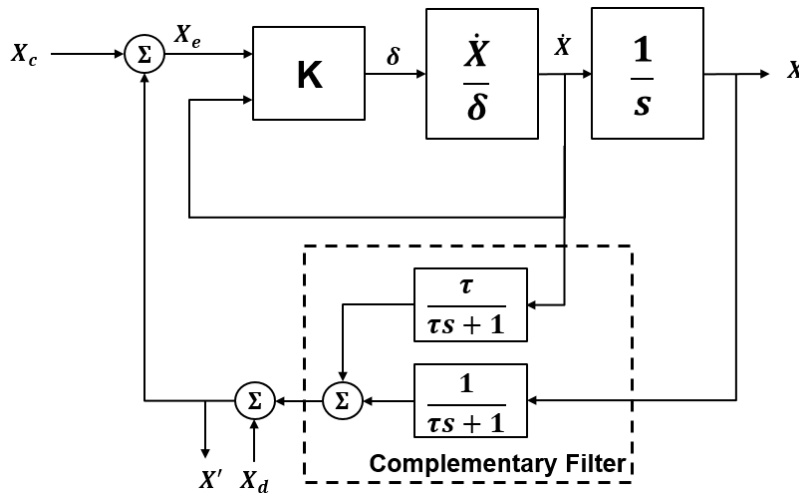 X_c
Σ
X_e
K
δ
Ẋ
δ
Ẋ
1
s
X
τ
τs + 1
1
τs + 1
Σ
Σ
X′
X_d
Complementary Filter